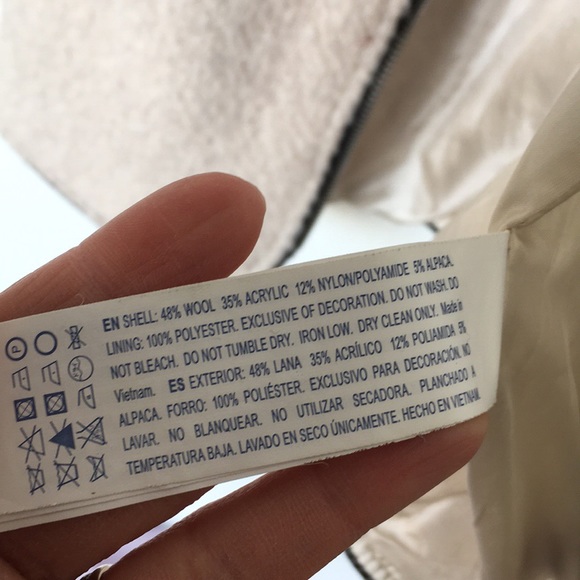 EN SHELL: 48% WOOL 35% ACRYLIC 12% NYLON/POLYAMIDE 5% ALPACA.
LINING: 100% POLYESTER. EXCLUSIVE OF DECORATION. DO NOT WASH. DO
NOT BLEACH. DO NOT TUMBLE DRY. IRON LOW. DRY CLEAN ONLY. Made in
Vietnam. ES EXTERIOR: 48% LANA 35% ACRÍLICO 12% POLIAMIDA 5%
ALPACA. FORRO: 100% POLIÉSTER. EXCLUSIVO PARA DECORACIÓN. NO
LAVAR. NO BLANQUEAR. NO UTILIZAR SECADORA. PLANCHADO A
TEMPERATURA BAJA. LAVADO EN SECO ÚNICAMENTE. HECHO EN VIETNAM.